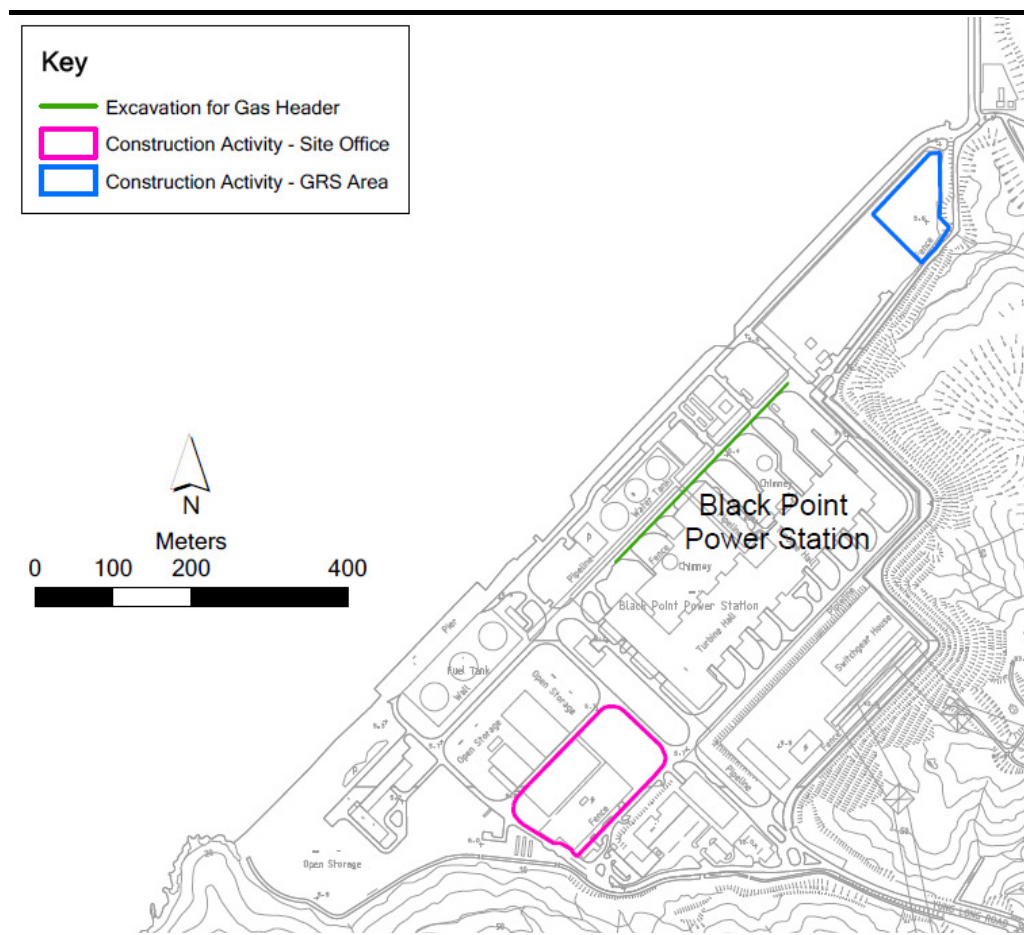 Key
Excavation for Gas Header
Construction Activity - Site Office
Construction Activity - GRS Area
Fence
N
Meters
0 100 200 400
Water Tank
Chimney
Black Point
Power Station
Pipeline
Fence
Chimney
Black Point Power Station
Turbine Hall
Pipeline
Switchgear House
Pier
Fuel Tank
Wall
Open Storage
Open Storage
Fence
Pipeline
Fence
Open Storage